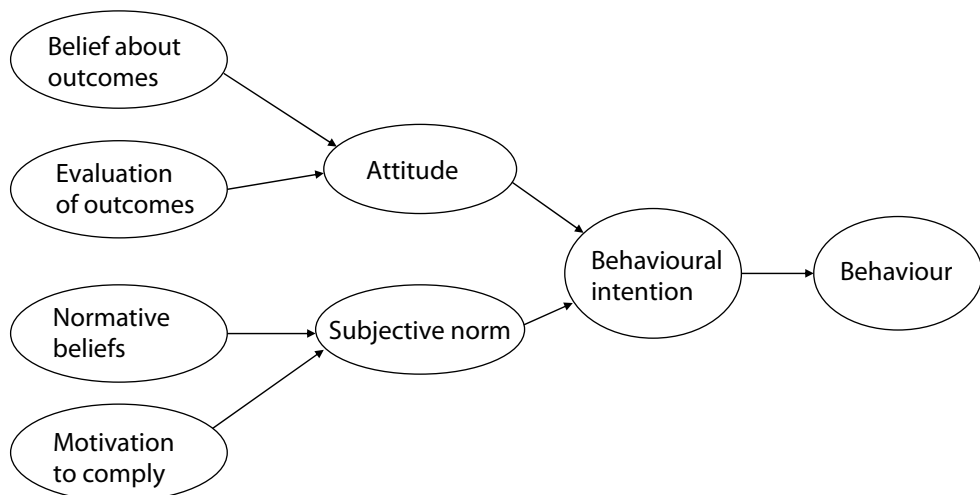 Belief about
outcomes
Evaluation
of outcomes
Attitude
Normative
beliefs
Subjective norm
Motivation
to comply
Behavioural
intention
Behaviour